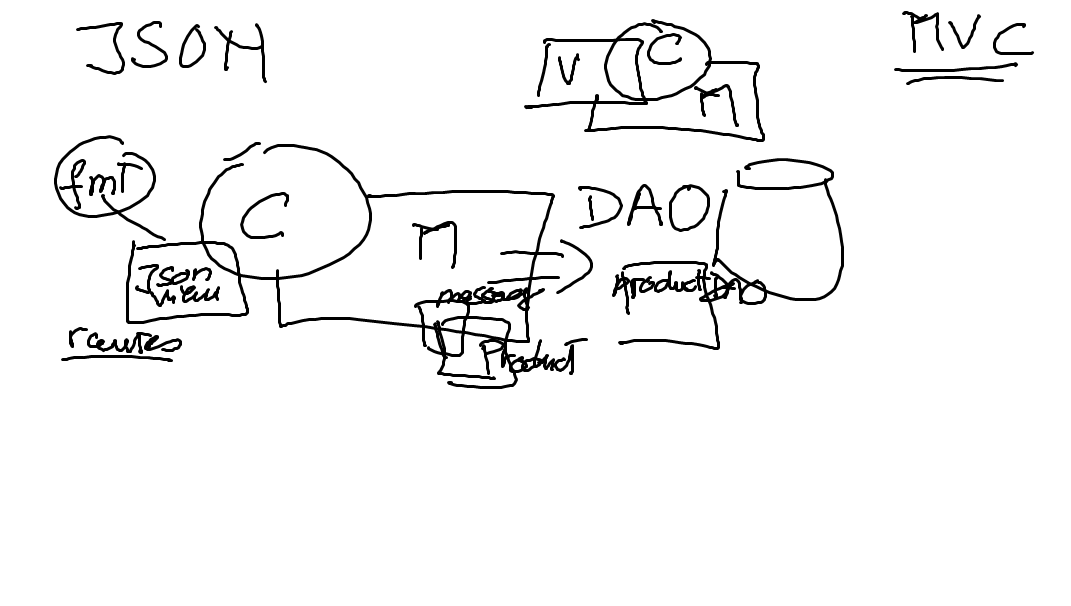 JSON
MVC
V
C
M
fmT
C
M
DAO
Json
view
message
productDAO
routes
Product